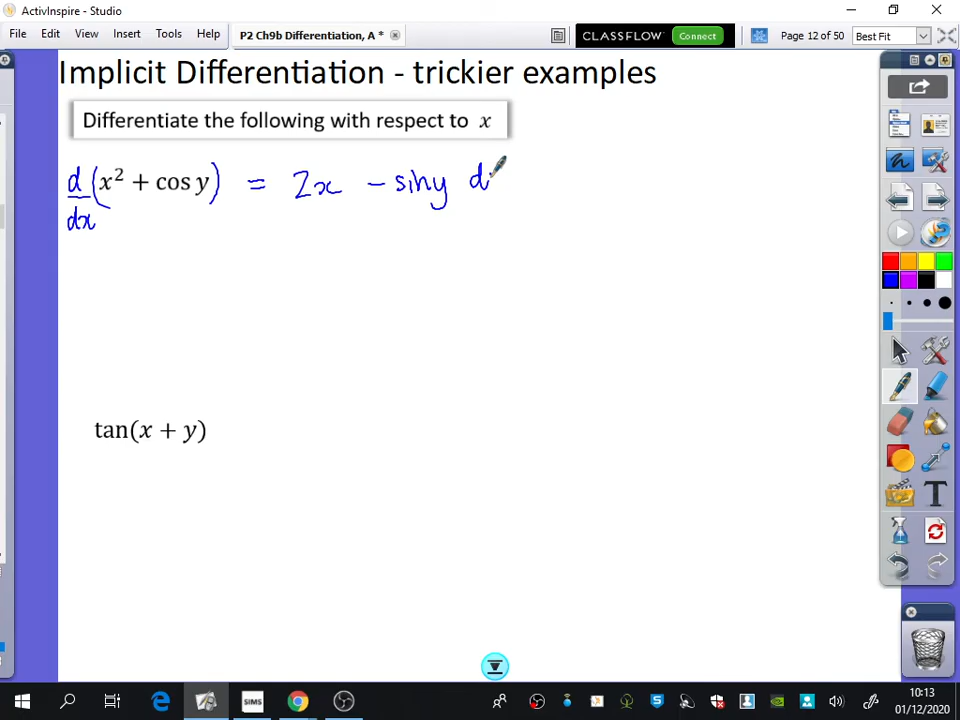 ActivInspire - Studio
File Edit View Insert Tools Help
P2 Ch9b Differentiation, A *
CLASSFLOW Connect
Page 12 of 50
Best Fit
Implicit Differentiation - trickier examples
Differentiate the following with respect to x
d/dx (x² + cos y) = 2x - siny d
tan(x + y)
T
SIMS
10:13
01/12/2020